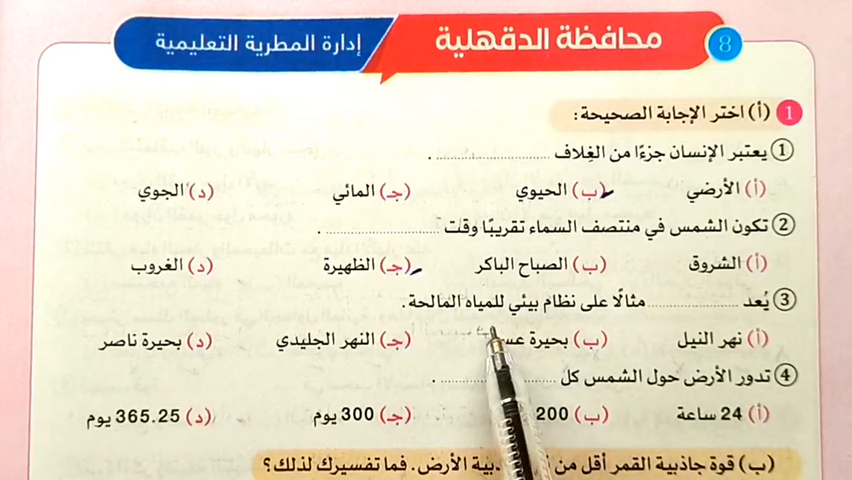 8 محافظة الدقهلية إدارة المطرية التعليمية
1 (أ) اختر الإجابة الصحيحة:
① يعتبر الإنسان جزءًا من الغِلاف .................... .
(أ) الأرضي (ب) الحيوي (جـ) المائي (د) الجوي
② تكون الشمس في منتصف السماء تقريبًا وقت .................... .
(أ) الشروق (ب) الصباح الباكر (جـ) الظهيرة (د) الغروب
③ يُعد .................... مثالًا على نظام بيئي للمياه المالحة.
(أ) نهر النيل (ب) بحيرة (جـ) النهر الجليدي (د) بحيرة ناصر
④ تدور الأرض حول الشمس كل .................... .
(أ) 24 ساعة (ب) 200 (جـ) 300 يوم (د) 365.25 يوم
(ب) قوة جاذبية القمر أقل من الأرض. فما تفسيرك لذلك؟